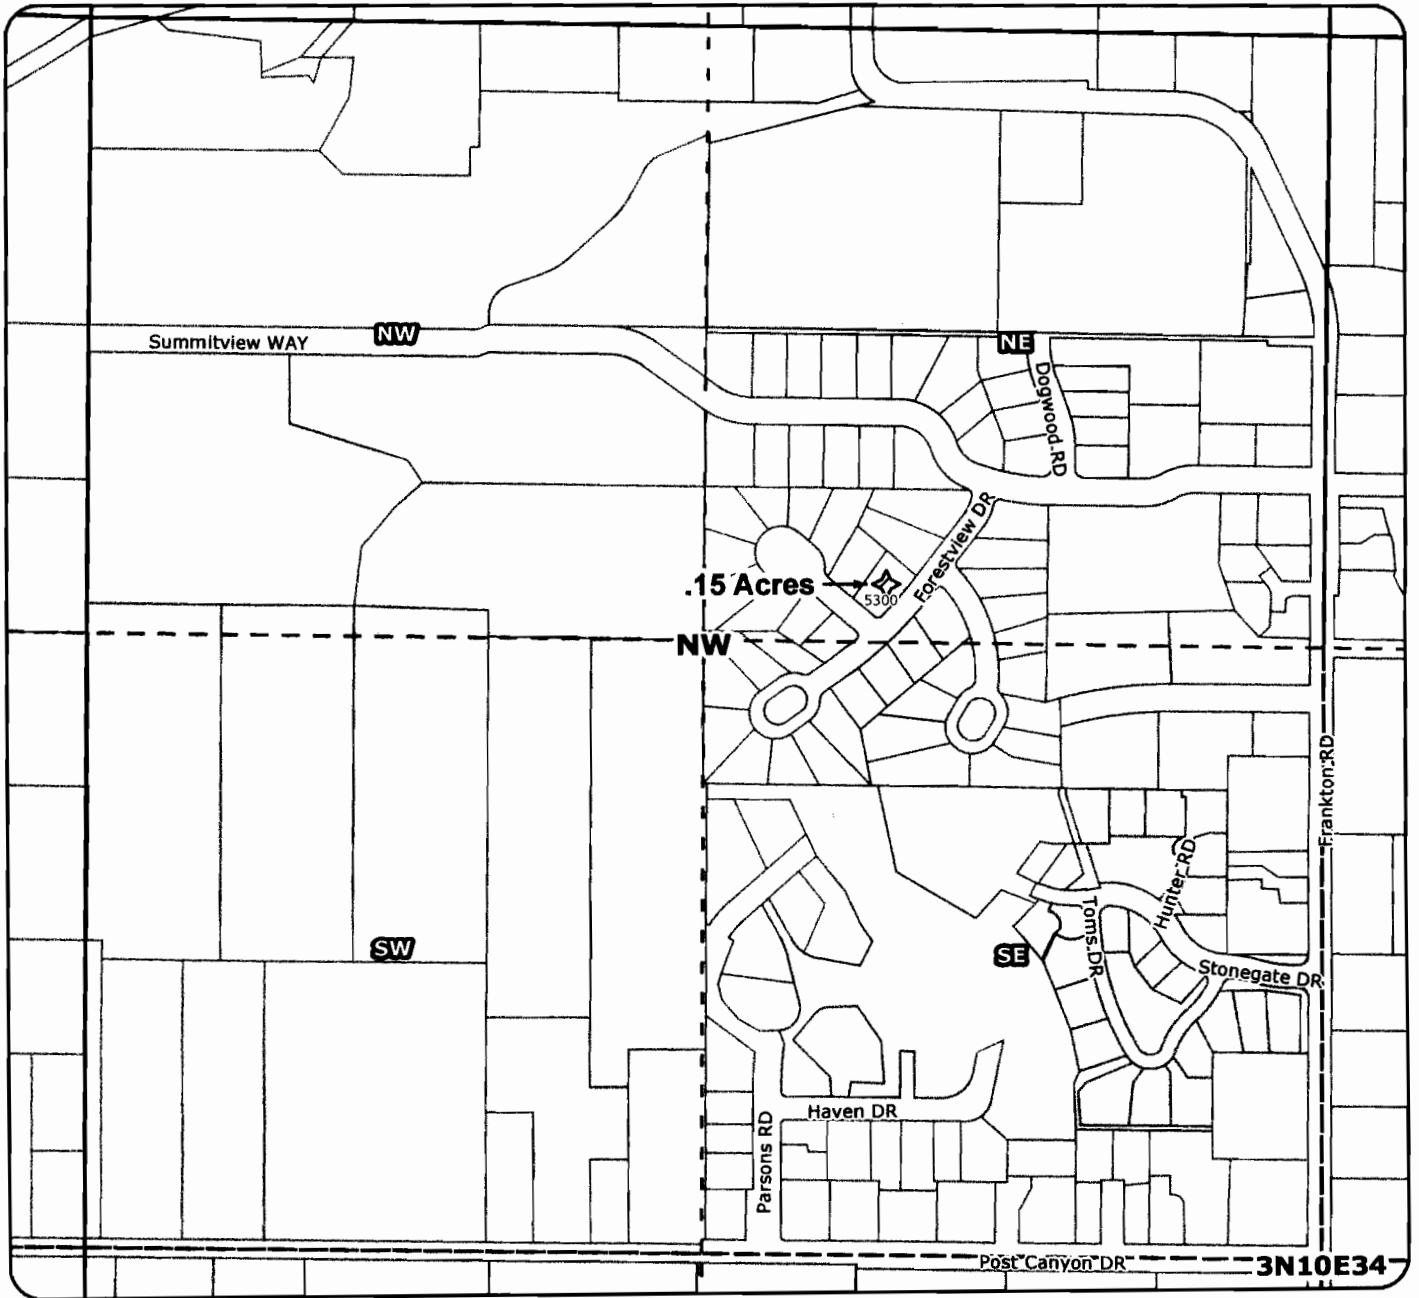 Summitview WAY
NW
NE
Dogwood RD
Forestview DR
.15 Acres
5300
NW
Frankton RD
Hunter RD
Toms DR
SW
SE
Stonegate DR
Haven DR
Parsons RD
Post Canyon DR
3N10E34